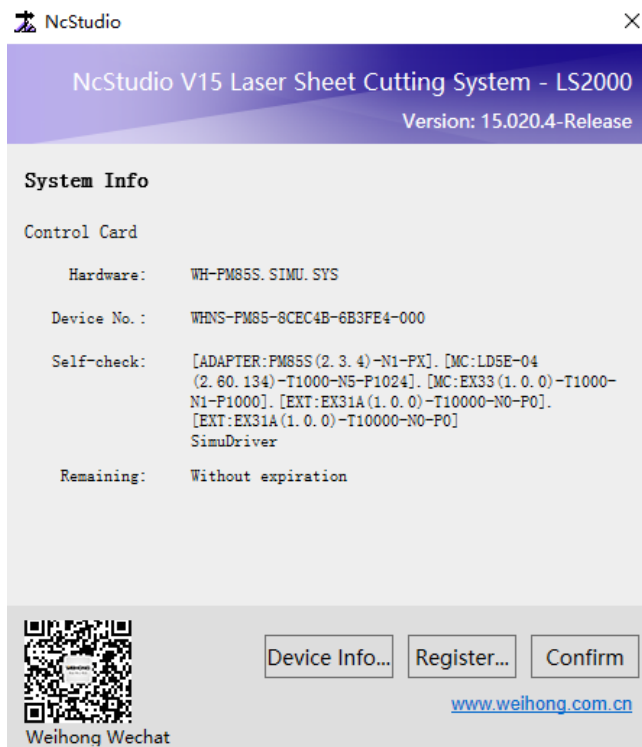 NcStudio
NcStudio V15 Laser Sheet Cutting System - LS2000
Version: 15.020.4-Release
System Info
Control Card
Hardware: WH-PM85S.SIMU.SYS
Device No.: WHNS-PM85-8CEC4B-6B3FE4-000
Self-check: [ADAPTER:PM85S(2.3.4)-N1-PX].[MC:LD5E-04
(2.60.134)-T1000-N5-P1024].[MC:EX33(1.0.0)-T1000-
N1-P1000].[EXT:EX31A(1.0.0)-T10000-N0-P0].
[EXT:EX31A(1.0.0)-T10000-N0-P0]
SimuDriver
Remaining: Without expiration
WEIHONG
Device Info... Register... Confirm
www.weihong.com.cn
Weihong Wechat